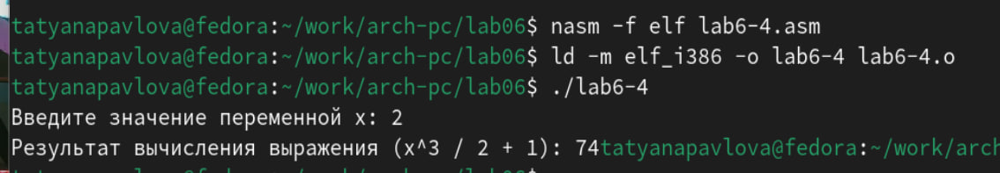 tatyanapavlova@fedora:~/work/arch-pc/lab06$ nasm -f elf lab6-4.asm
tatyanapavlova@fedora:~/work/arch-pc/lab06$ ld -m elf_i386 -o lab6-4 lab6-4.o
tatyanapavlova@fedora:~/work/arch-pc/lab06$ ./lab6-4
Введите значение переменной x: 2
Результат вычисления выражения (x^3 / 2 + 1): 74tatyanapavlova@fedora:~/work/arch